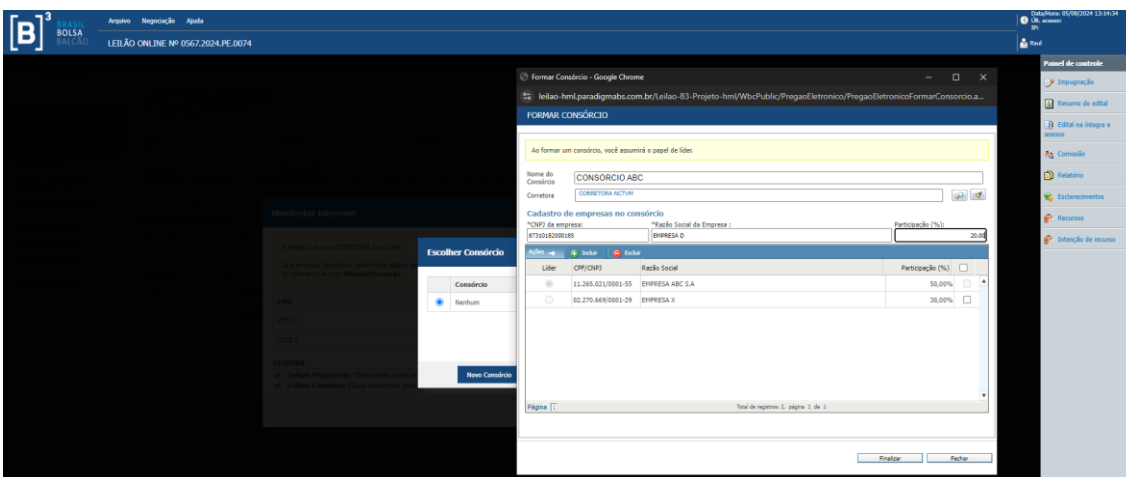 [B]³
BRASIL
BOLSA
BALCÃO
Arquivo Negociação Ajuda
LEILÃO ONLINE Nº 0567.2024.PE.0074
Data/Hora: 05/08/2024 13:14:34
Últ. acesso:
IP:
Raul
Painel de controle
Impugnação
Resumo do edital
Edital na íntegra e
anexos
Comissão
Relatório
Esclarecimentos
Recursos
Intenção de recurso
Manifestar Interesse
LOTE 1
LOTE 2
LEGENDA
Escolher Consórcio
Consórcio
Nenhum
Novo Consórcio
Formar Consórcio - Google Chrome
leilao-hml.paradigmabs.com.br/Leilao-B3-Projeto-hml/WbcPublic/PregaoEletronico/PregaoEletronicoFormarConsorcio.a...
FORMAR CONSÓRCIO
Ao formar um consórcio, você assumirá o papel de líder.
Nome do
Consórcio
CONSÓRCIO ABC
Corretora
CORRETORA NCTVM
Cadastro de empresas no consórcio
*CNPJ da empresa: *Razão Social da Empresa : Participação (%):
87310182000185 EMPRESA D 20,00
Ações Incluir Excluir
Líder CPF/CNPJ Razão Social Participação (%)
11.265.021/0001-55 EMPRESA ABC S.A 50,00%
02.270.669/0001-29 EMPRESA X 30,00%
Página 1 Total de registros: 2, página 1 de 1
Finalizar Fechar